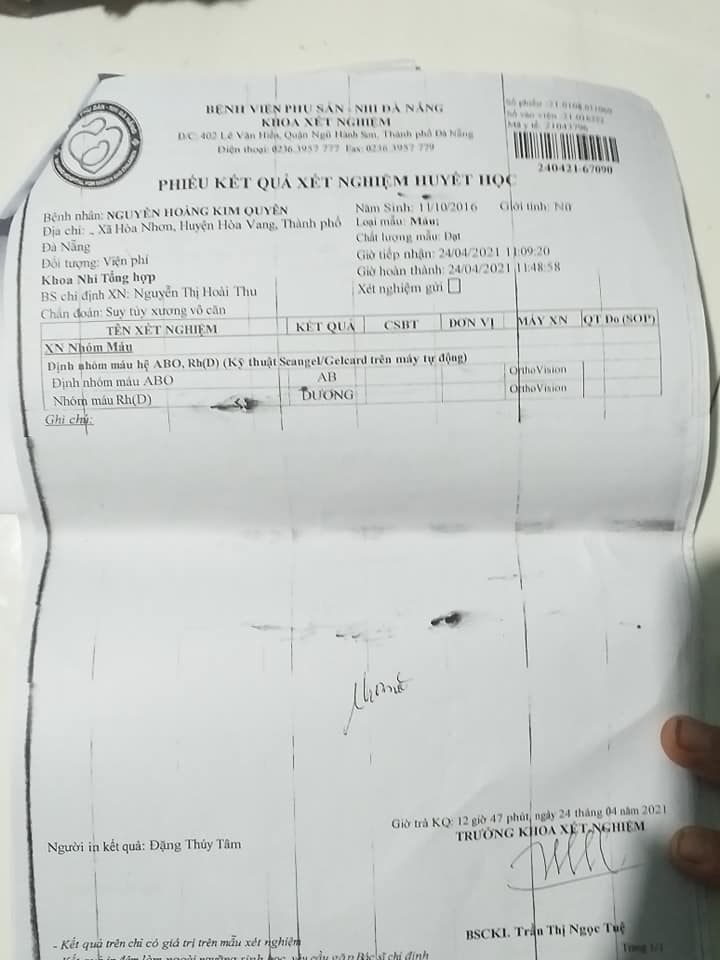 BỆNH VIỆN PHỤ SẢN - NHI ĐÀ NẴNG
KHOA XÉT NGHIỆM
Đ/C: 402 Lê Văn Hiến, Quận Ngũ Hành Sơn, Thành phố Đà Nẵng
Điện thoại: 0236 3957 777 Fax: 0236 3957 779
240421-67090
PHIẾU KẾT QUẢ XÉT NGHIỆM HUYẾT HỌC
Bệnh nhân: NGUYỄN HOÀNG KIM QUYÊN Năm Sinh: 11/10/2016 Giới tính: Nữ
Địa chỉ: ., Xã Hòa Nhơn, Huyện Hòa Vang, Thành phố Loại mẫu: Máu;
Đà Nẵng Chất lượng mẫu: Đạt
Đối tượng: Viện phí Giờ tiếp nhận: 24/04/2021 11:09:20
Khoa Nhi Tổng hợp Giờ hoàn thành: 24/04/2021 11:48:58
BS chỉ định XN: Nguyễn Thị Hoài Thu Xét nghiệm gửi
Chẩn đoán: Suy tủy xương vô căn
TÊN XÉT NGHIỆM KẾT QUẢ CSBT ĐƠN VỊ MÁY XN QT Đo (SOP)
XN Nhóm Máu
Định nhóm máu hệ ABO, Rh(D) (Kỹ thuật Scangel/Gelcard trên máy tự động)
Định nhóm máu ABO AB OrthoVision
Nhóm máu Rh(D) DƯƠNG OrthoVision
Ghi chú:
Giờ trả KQ: 12 giờ 47 phút, ngày 24 tháng 04 năm 2021
TRƯỞNG KHOA XÉT NGHIỆM
Người in kết quả: Đặng Thúy Tâm
BSCKI. Trần Thị Ngọc Tuệ
- Kết quả trên chỉ có giá trị trên mẫu xét nghiệm
Trang 1/1